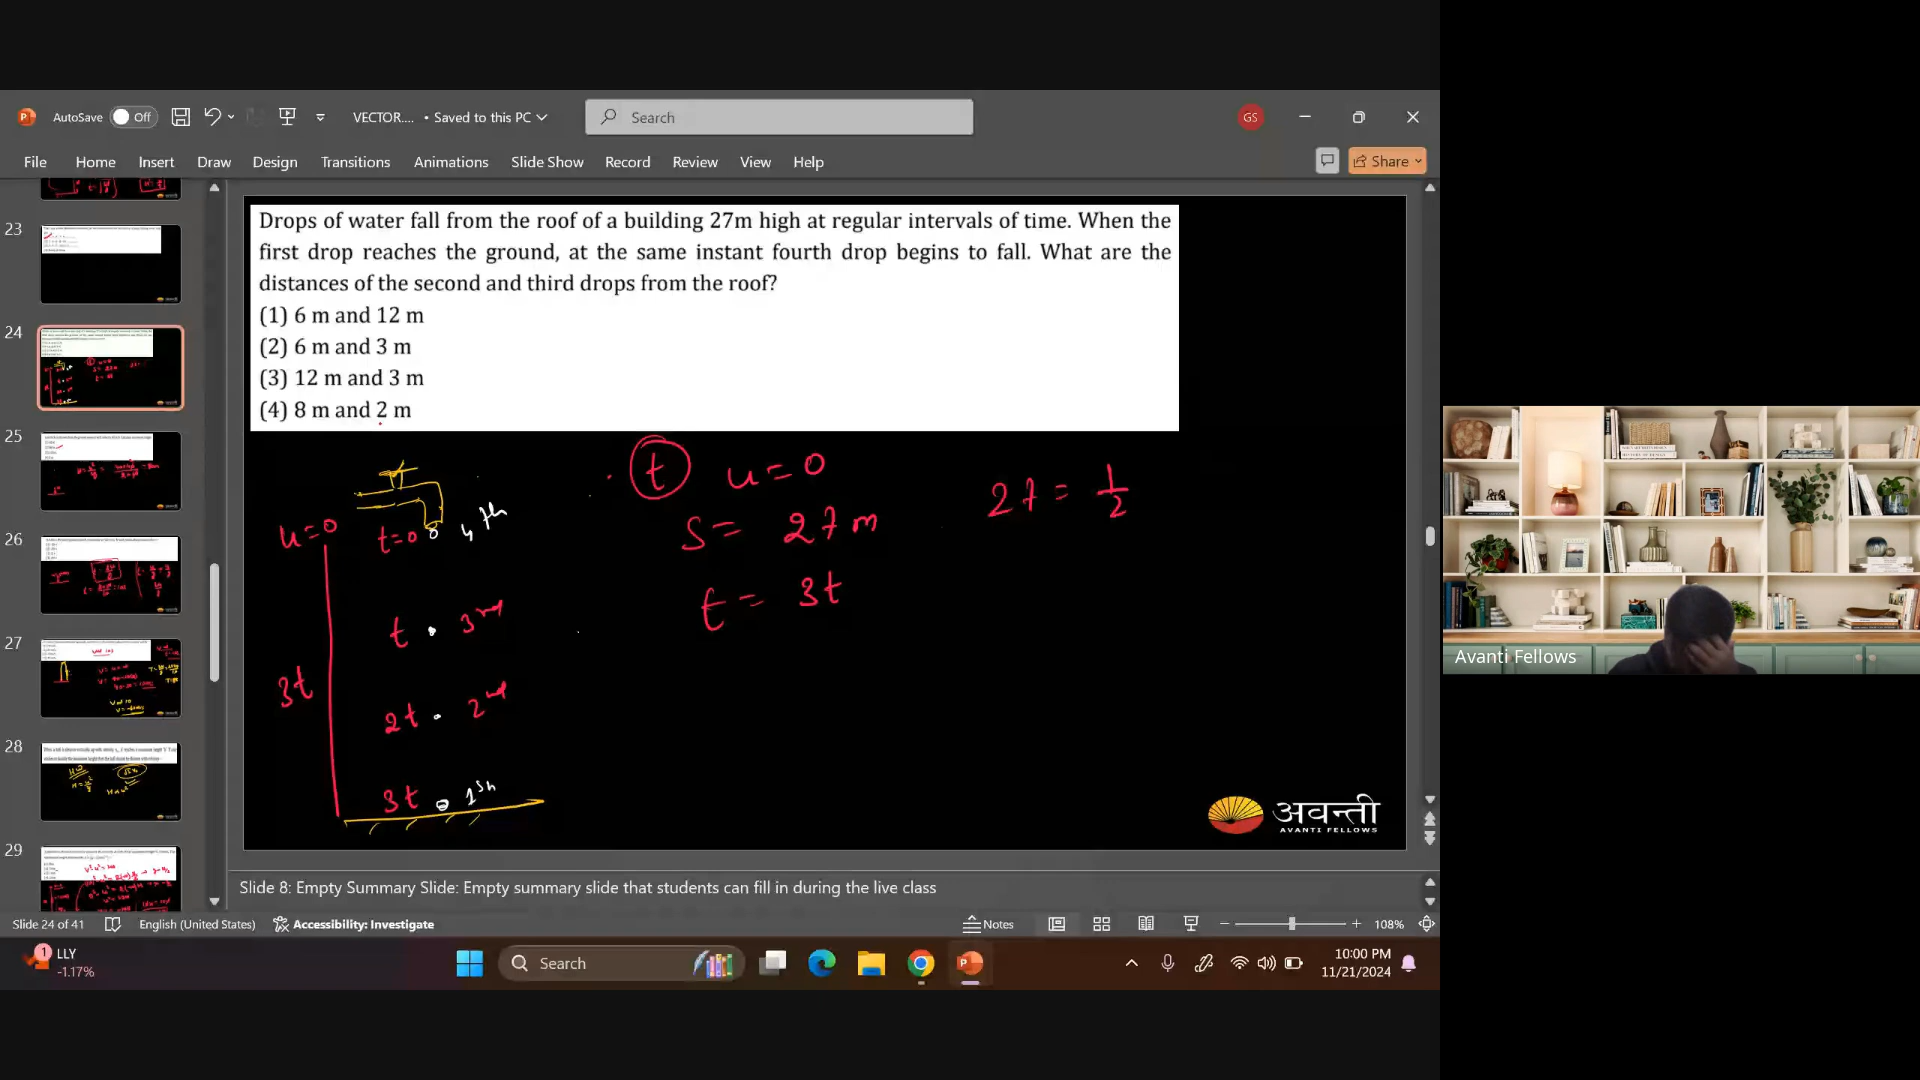 AutoSave Off VECTOR.... • Saved to this PC Search GS
File Home Insert Draw Design Transitions Animations Slide Show Record Review View Help Share
23
24
25
26
27
28
29
Drops of water fall from the roof of a building 27m high at regular intervals of time. When the
first drop reaches the ground, at the same instant fourth drop begins to fall. What are the
distances of the second and third drops from the roof?
(1) 6 m and 12 m
(2) 6 m and 3 m
(3) 12 m and 3 m
(4) 8 m and 2 m
t u=0
S= 27m
t = 3t
27 = 1/2
u=0 t=0 4th
t 3rd
3t
2t 2nd
3t 1st
अवन्ती
AVANTI FELLOWS
Avanti Fellows
Slide 8: Empty Summary Slide: Empty summary slide that students can fill in during the live class
Slide 24 of 41 English (United States) Accessibility: Investigate Notes 108%
1 LLY
-1.17%
Search
10:00 PM
11/21/2024